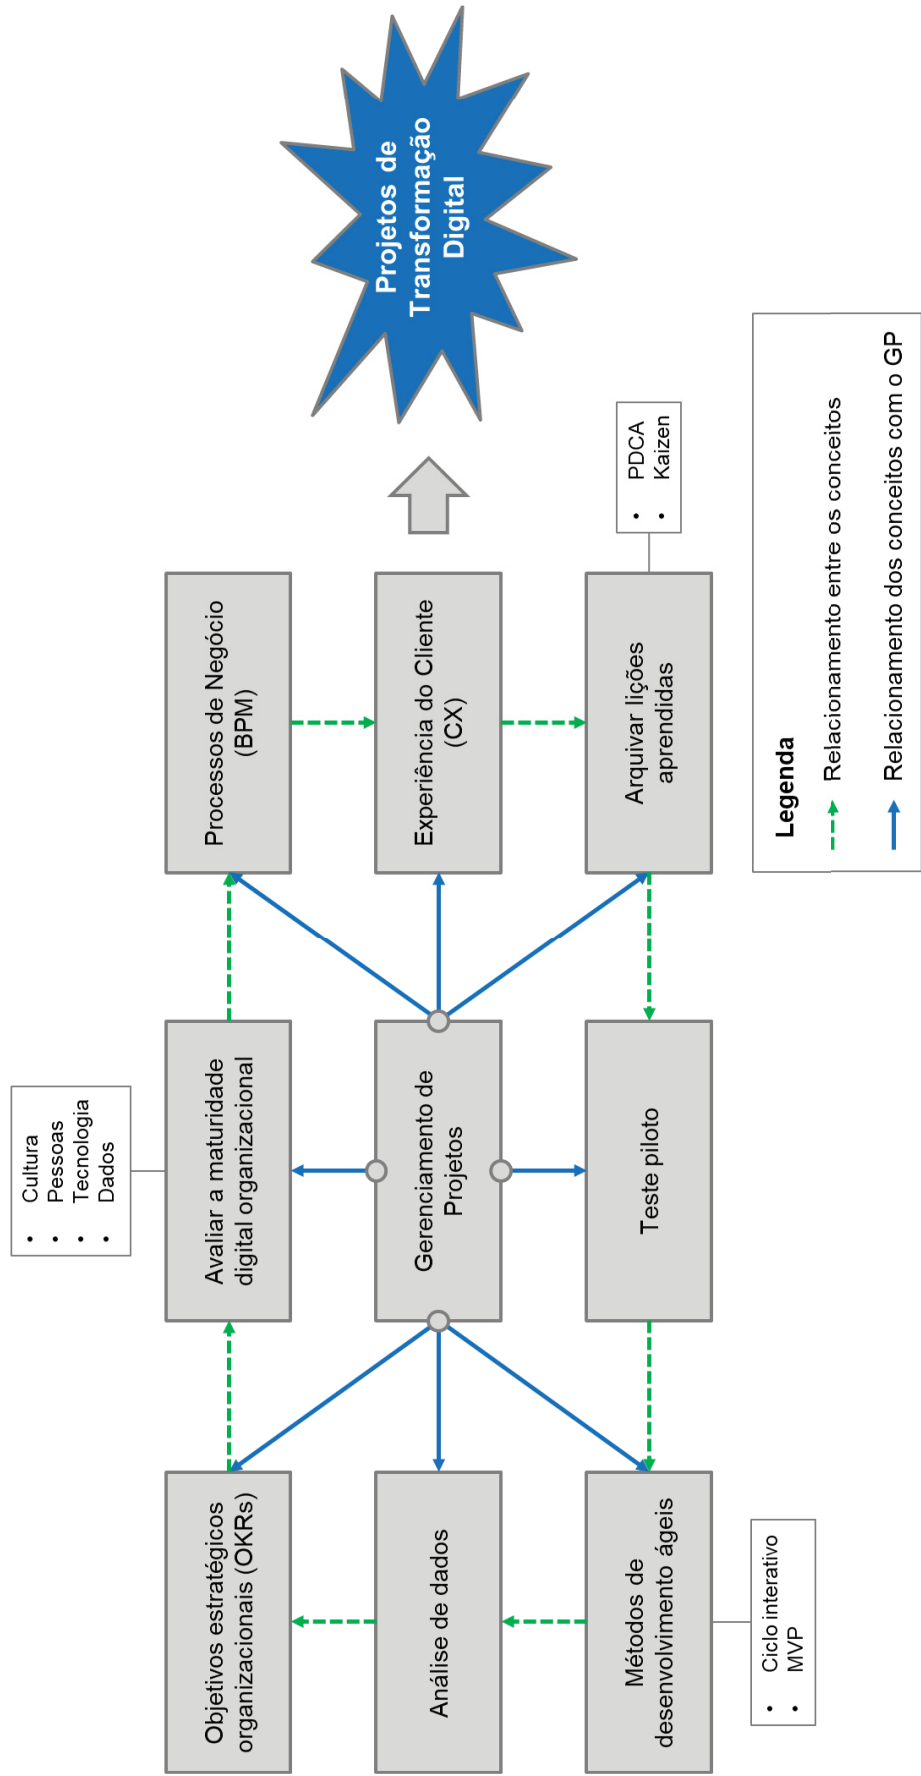 Cultura
Pessoas
Tecnologia
Dados
Objetivos estratégicos
organizacionais (OKRs)
Avaliar a maturidade
digital organizacional
Processos de Negócio
(BPM)
Análise de dados
Gerenciamento de
Projetos
Experiência do Cliente
(CX)
Projetos de
Transformação
Digital
Métodos de
desenvolvimento ágeis
Teste piloto
Arquivar lições
aprendidas
PDCA
Kaizen
Ciclo interativo
MVP
Legenda
Relacionamento entre os conceitos
Relacionamento dos conceitos com o GP